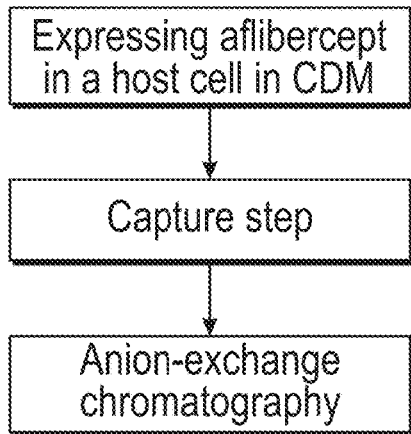 Expressing aflibercept
in a host cell in CDM
Capture step
Anion-exchange
chromatography